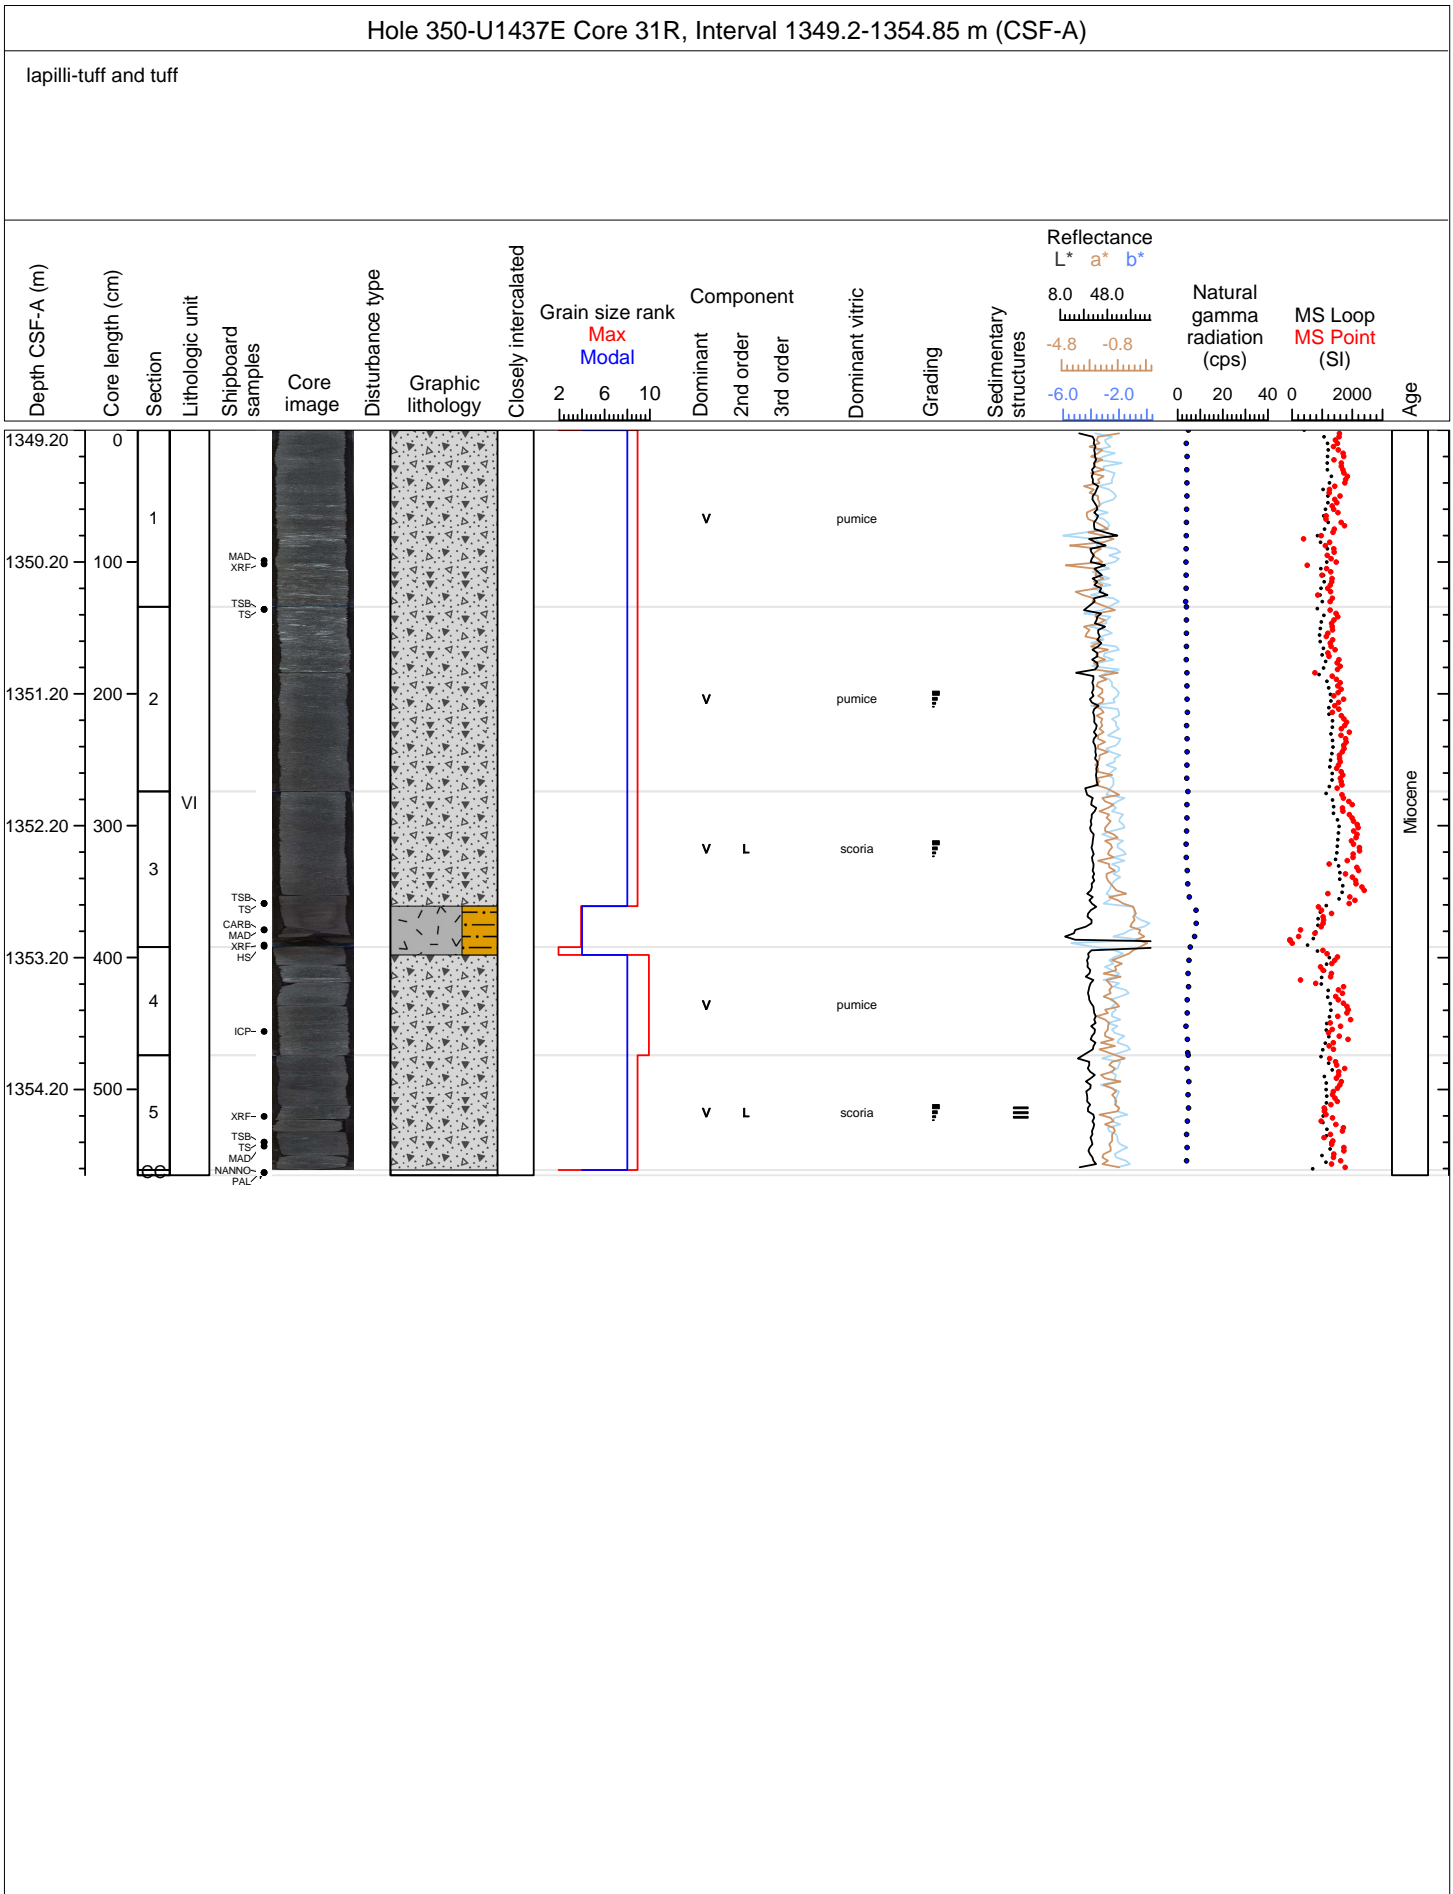 Hole 350-U1437E Core 31R, Interval 1349.2-1354.85 m (CSF-A)
lapilli-tuff and tuff
Depth CSF-A (m)
Core length (cm)
Section
Lithologic unit
Shipboard
samples
Core
image
Disturbance type
Graphic
lithology
Closely intercalated
Grain size rank
Max
Modal
2 6 10
Component
Dominant
2nd order
3rd order
Dominant vitric
Grading
Sedimentary
structures
Reflectance
L* a* b*
8.0 48.0
-4.8 -0.8
-6.0 -2.0
Natural
gamma
radiation
(cps)
0 20 40
MS Loop
MS Point
(SI)
0 2000
Age
1349.20 0
1 V pumice
MAD
1350.20 100 XRF
TSB
TS
1351.20 200
2 V pumice
VI
Miocene
1352.20 300
3 V L scoria
TSB
TS
CARB
MAD
XRF
1353.20 400 HS
4 V pumice
ICP
1354.20 500
5 XRF V L scoria
TSB
TS
MAD
CC NANNO
PAL